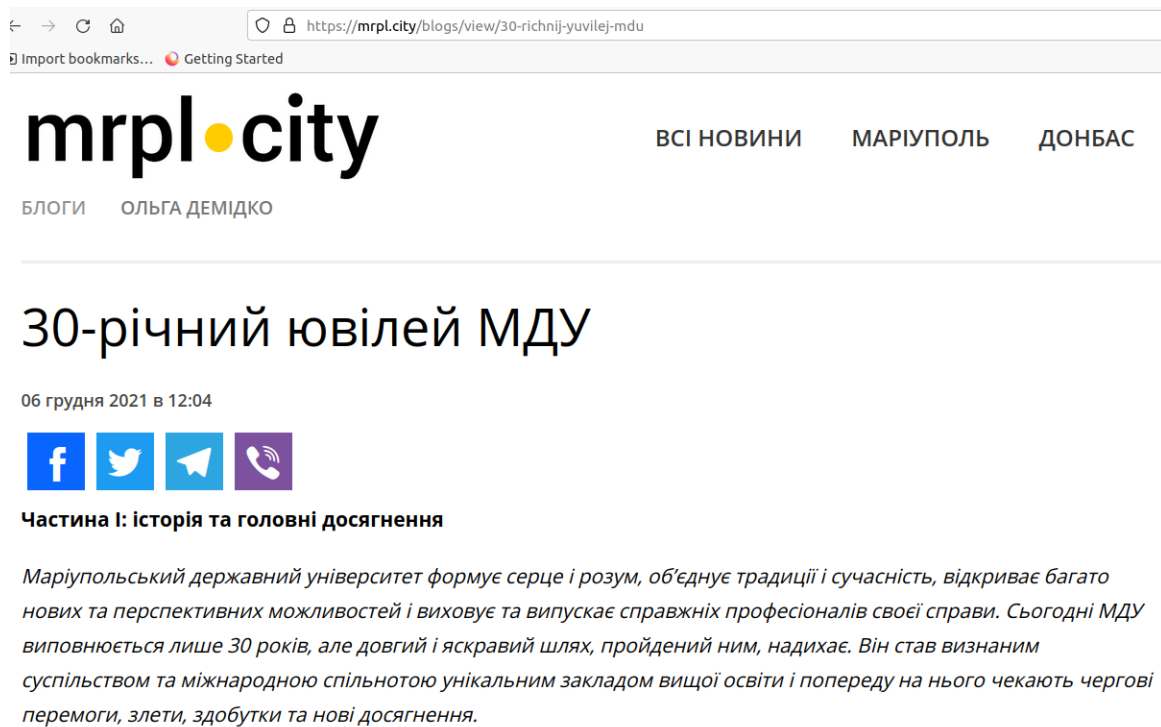 https://mrpl.city/blogs/view/30-richnij-yuvilej-mdu
Import bookmarks... Getting Started
mrpl•city
ВСІ НОВИНИ МАРІУПОЛЬ ДОНБАС
БЛОГИ ОЛЬГА ДЕМІДКО
30-річний ювілей МДУ
06 грудня 2021 в 12:04
Частина І: історія та головні досягнення
Маріупольський державний університет формує серце і розум, об’єднує традиції і сучасність, відкриває багато
нових та перспективних можливостей і виховує та випускає справжніх професіоналів своєї справи. Сьогодні МДУ
виповнюється лише 30 років, але довгий і яскравий шлях, пройдений ним, надихає. Він став визнаним
суспільством та міжнародною спільнотою унікальним закладом вищої освіти і попереду на нього чекають чергові
перемоги, злети, здобутки та нові досягнення.